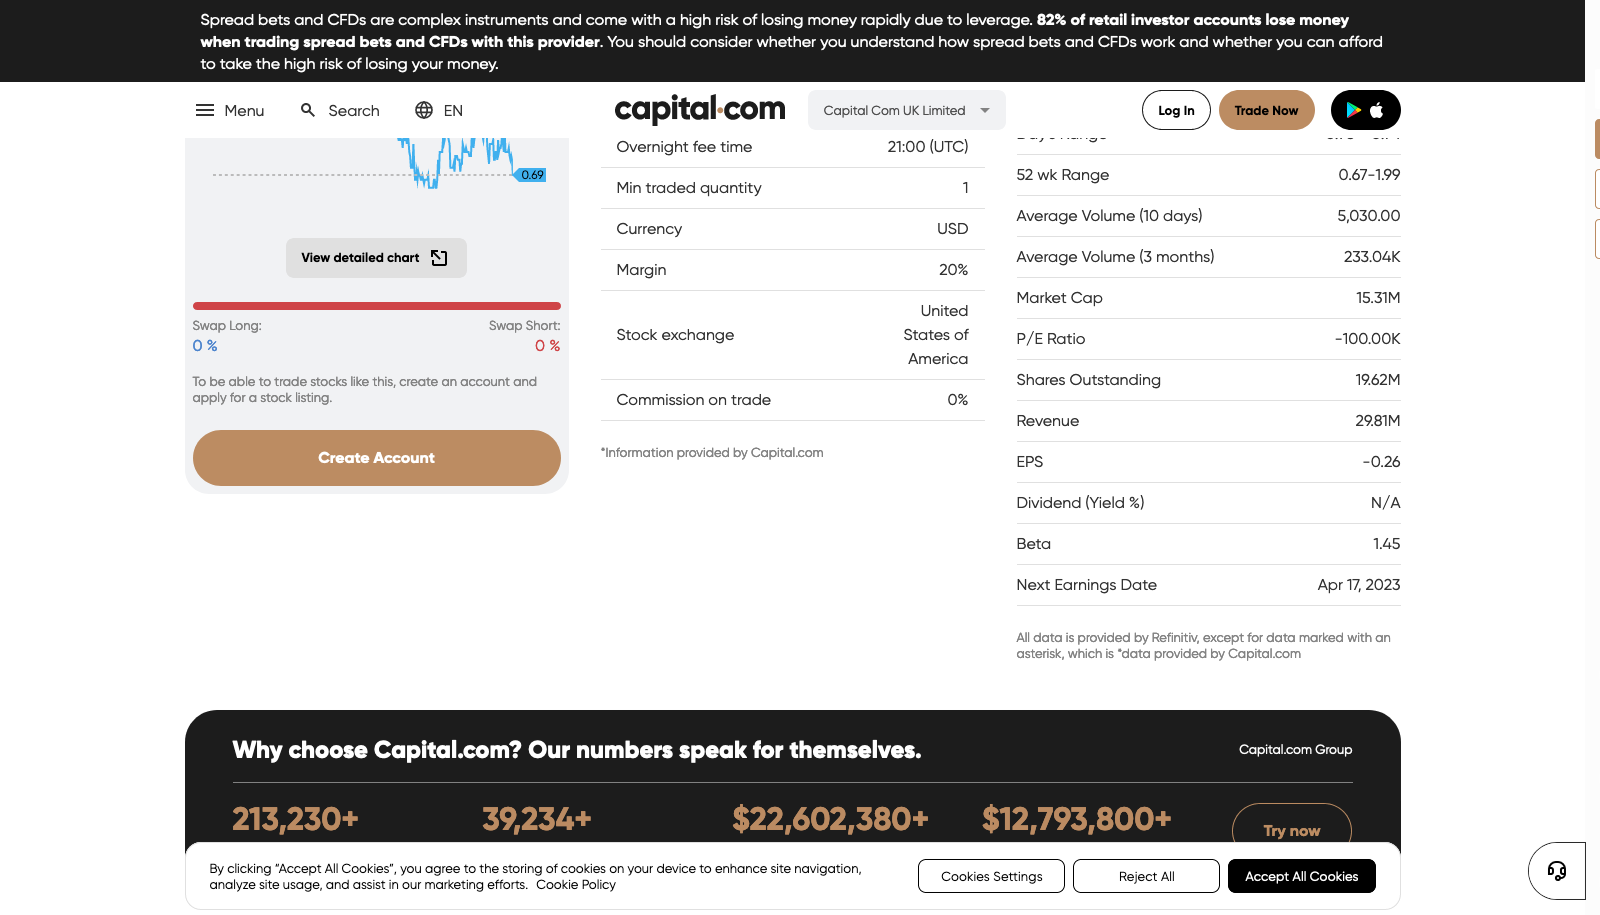 Spread bets and CFDs are complex instruments and come with a high risk of losing money rapidly due to leverage. 82% of retail investor accounts lose money
when trading spread bets and CFDs with this provider. You should consider whether you understand how spread bets and CFDs work and whether you can afford
to take the high risk of losing your money.
Menu
Search
EN
capital.com
Capital Com UK Limited
Log In
Trade Now
0.69
View detailed chart
Swap Long:
Swap Short:
0 %
0 %
To be able to trade stocks like this, create an account and
apply for a stock listing.
Create Account
Overnight fee time
21:00 (UTC)
Min traded quantity
1
Currency
USD
Margin
20%
Stock exchange
United
States of
America
Commission on trade
0%
*Information provided by Capital.com
52 wk Range
0.67-1.99
Average Volume (10 days)
5,030.00
Average Volume (3 months)
233.04K
Market Cap
15.31M
P/E Ratio
-100.00K
Shares Outstanding
19.62M
Revenue
29.81M
EPS
-0.26
Dividend (Yield %)
N/A
Beta
1.45
Next Earnings Date
Apr 17, 2023
All data is provided by Refinitiv, except for data marked with an
asterisk, which is *data provided by Capital.com
Why choose Capital.com? Our numbers speak for themselves.
Capital.com Group
213,230+
39,234+
$22,602,380+
$12,793,800+
Try now
By clicking “Accept All Cookies”, you agree to the storing of cookies on your device to enhance site navigation,
analyze site usage, and assist in our marketing efforts. Cookie Policy
Cookies Settings
Reject All
Accept All Cookies